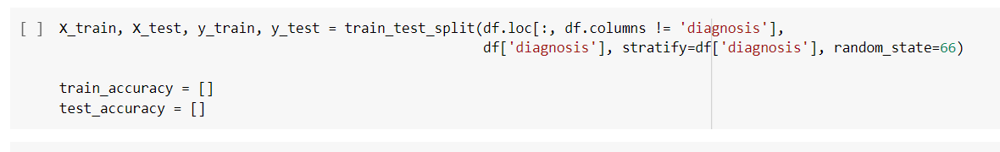 [ ] X_train, X_test, y_train, y_test = train_test_split(df.loc[:, df.columns != 'diagnosis'],
df['diagnosis'], stratify=df['diagnosis'], random_state=66)
train_accuracy = []
test_accuracy = []